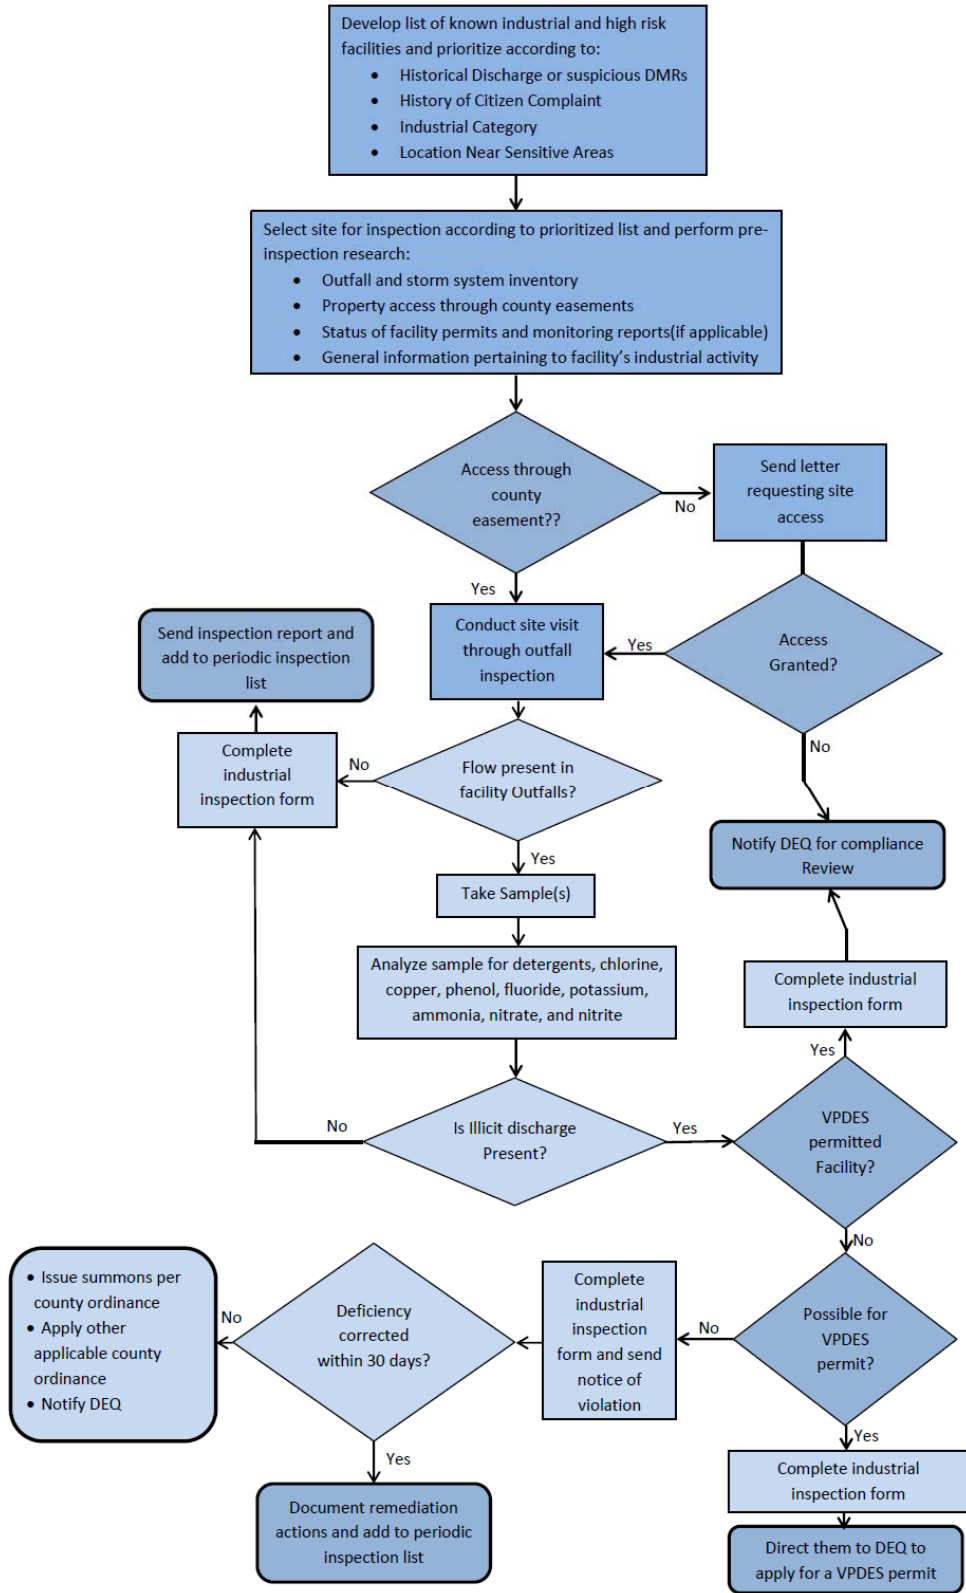 Develop list of known industrial and high risk
facilities and prioritize according to:
• Historical Discharge or suspicious DMRs
• History of Citizen Complaint
• Industrial Category
• Location Near Sensitive Areas
Select site for inspection according to prioritized list and perform pre-
inspection research:
• Outfall and storm system inventory
• Property access through county easements
• Status of facility permits and monitoring reports(if applicable)
• General information pertaining to facility's industrial activity
Access through
county
easement??
No
Send letter
requesting site
access
Yes
Conduct site visit
through outfall
inspection
Yes
Access
Granted?
No
Notify DEQ for compliance
Review
Send inspection report and
add to periodic inspection
list
Complete
industrial
inspection form
No
Flow present in
facility Outfalls?
Yes
Take Sample(s)
Analyze sample for detergents, chlorine,
copper, phenol, fluoride, potassium,
ammonia, nitrate, and nitrite
Complete industrial
inspection form
Yes
No
Is Illicit discharge
Present?
Yes
VPDES
permitted
Facility?
No
Possible for
VPDES
permit?
No
Complete
industrial
inspection
form and send
notice of
violation
Deficiency
corrected
within 30 days?
No
• Issue summons per
county ordinance
• Apply other
applicable county
ordinance
• Notify DEQ
Yes
Document remediation
actions and add to periodic
inspection list
Yes
Complete industrial
inspection form
Direct them to DEQ to
apply for a VPDES permit